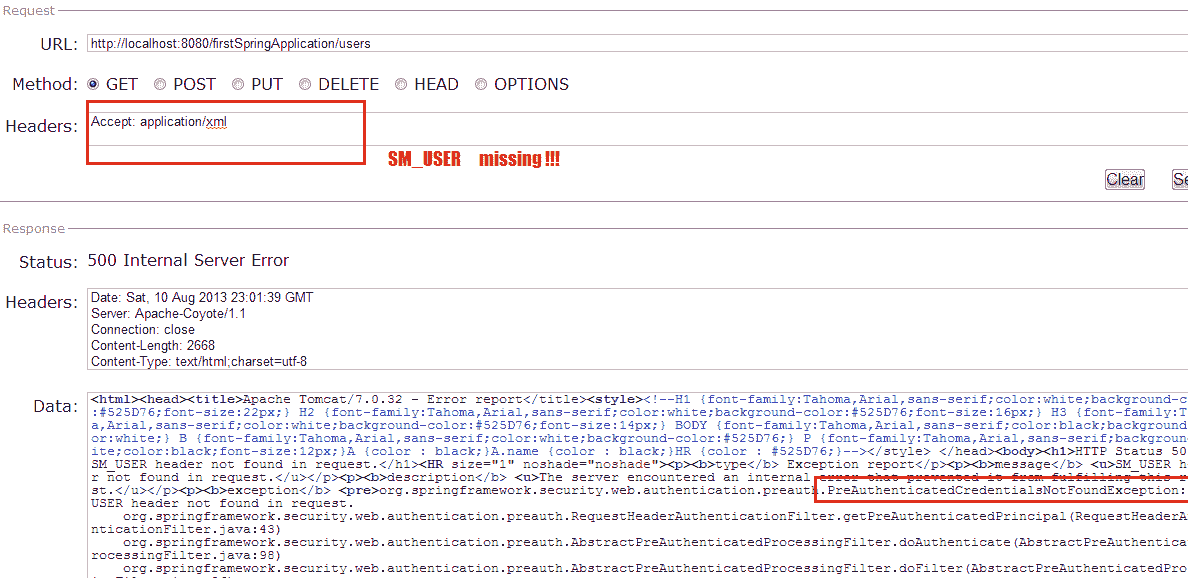 Request
URL: http://localhost:8080/firstSpringApplication/users
Method: GET POST PUT DELETE HEAD OPTIONS
Headers: Accept: application/xml
SM_USER missing!!!
Clear
Response
Status: 500 Internal Server Error
Headers: Date: Sat, 10 Aug 2013 23:01:39 GMT
Server: Apache-Coyote/1.1
Connection: close
Content-Length: 2668
Content-Type: text/html;charset=utf-8
Data: <html><head><title>Apache Tomcat/7.0.32 - Error report</title><style><!--H1 {font-family:Tahoma,Arial,sans-serif;color:white;background-c
:#525D76;font-size:22px;} H2 {font-family:Tahoma,Arial,sans-serif;color:white;background-color:#525D76;font-size:16px;} H3 {font-family:T
a,Arial,sans-serif;color:white;background-color:#525D76;font-size:14px;} BODY {font-family:Tahoma,Arial,sans-serif;color:black;background
or:white;} B {font-family:Tahoma,Arial,sans-serif;color:white;background-color:#525D76;} P {font-family:Tahoma,Arial,sans-serif;backgroun
ite;color:black;font-size:12px;}A {color : black;}A.name {color : black;}HR {color : #525D76;}--></style> </head><body><h1>HTTP Status 50
SM_USER header not found in request.</h1><HR size="1" noshade="noshade"><p><b>type</b> Exception report</p><p><b>message</b> <u>SM_USER h
r not found in request.</u></p><p><b>description</b> <u>The server encountered an internal error that prevented it from fulfilling this r
st.</u></p><p><b>exception</b> <pre>org.springframework.security.web.authentication.preauth.PreAuthenticatedCredentialsNotFoundException:
USER header not found in request.
org.springframework.security.web.authentication.preauth.RequestHeaderAuthenticationFilter.getPreAuthenticatedPrincipal(RequestHeaderA
nticationFilter.java:43)
org.springframework.security.web.authentication.preauth.AbstractPreAuthenticatedProcessingFilter.doAuthenticate(AbstractPreAuthentica
rocessingFilter.java:98)
org.springframework.security.web.authentication.preauth.AbstractPreAuthenticatedProcessingFilter.doFilter(AbstractPreAuthenticatedPro